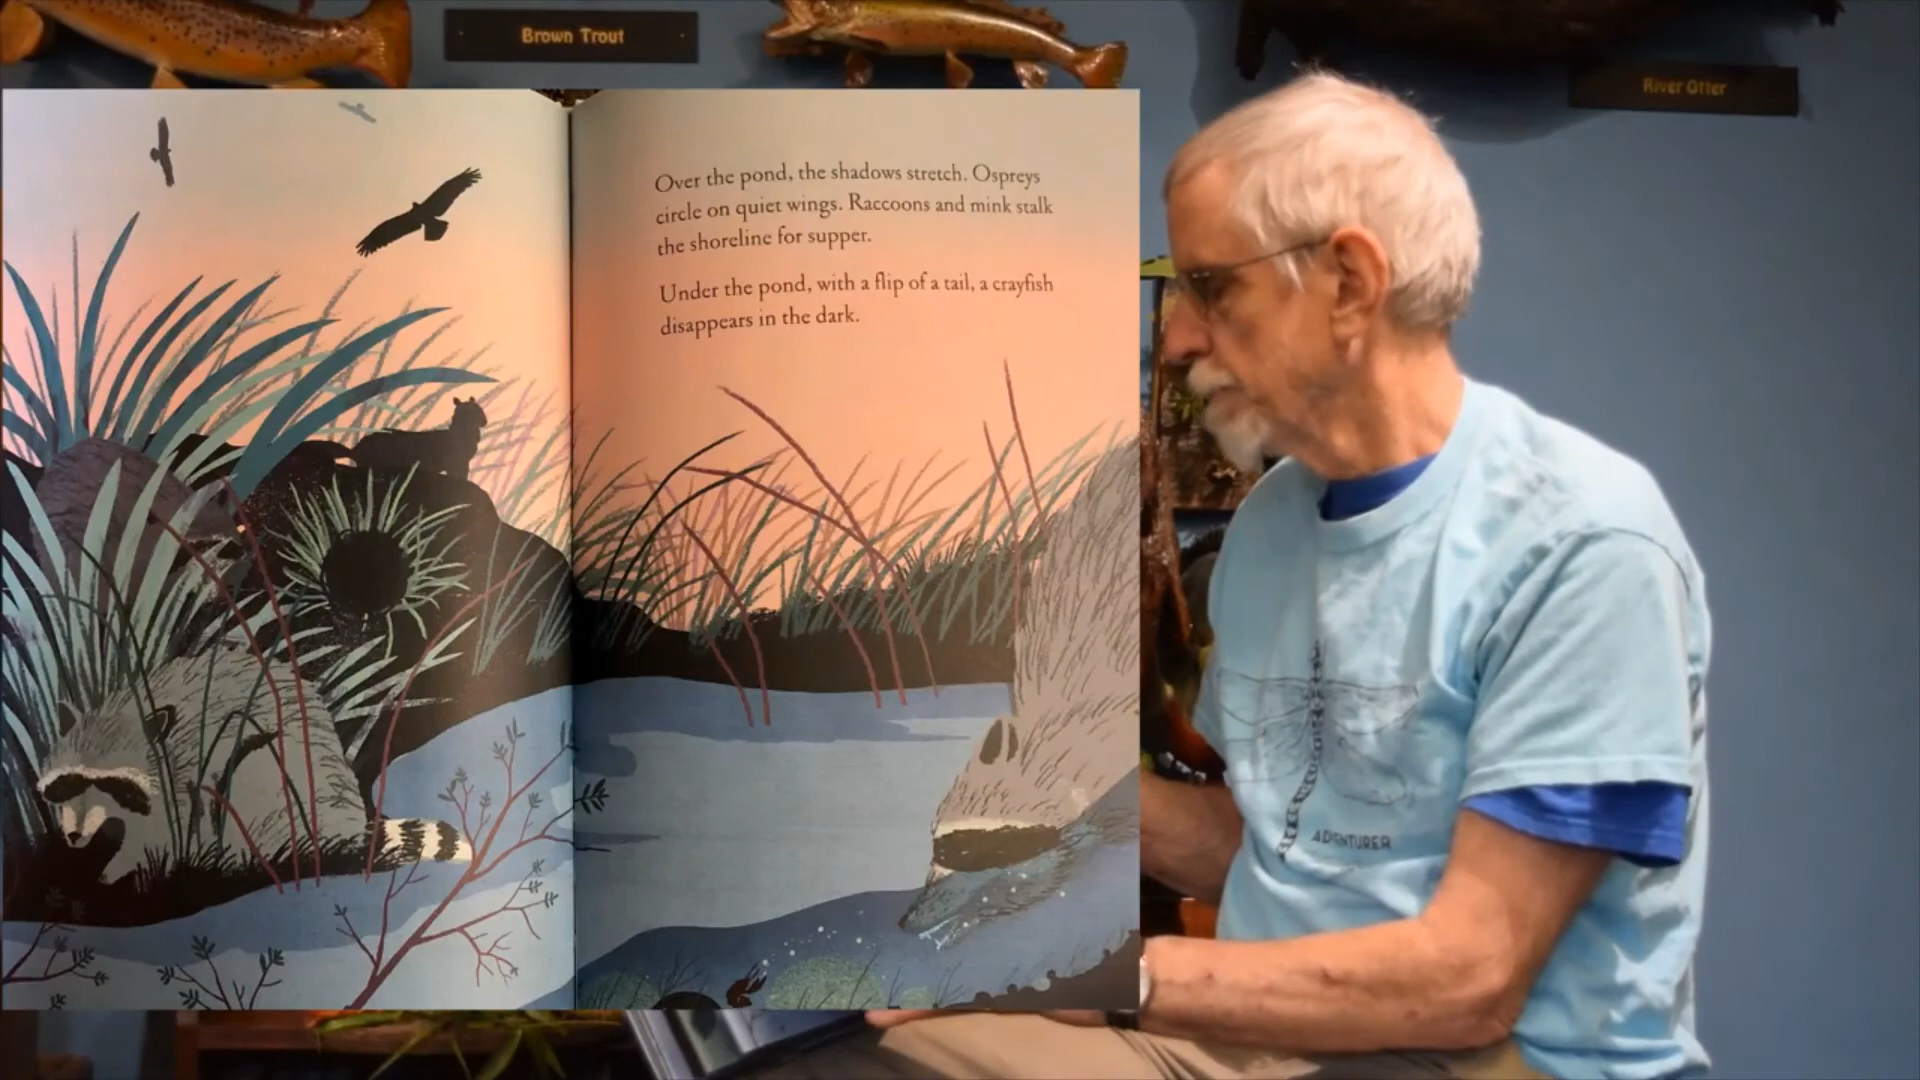 Brown Trout
River Otter
Over the pond, the shadows stretch. Ospreys
circle on quiet wings. Raccoons and mink stalk
the shoreline for supper.
Under the pond, with a flip of a tail, a crayfish
disappears in the dark.
ADVENTURER